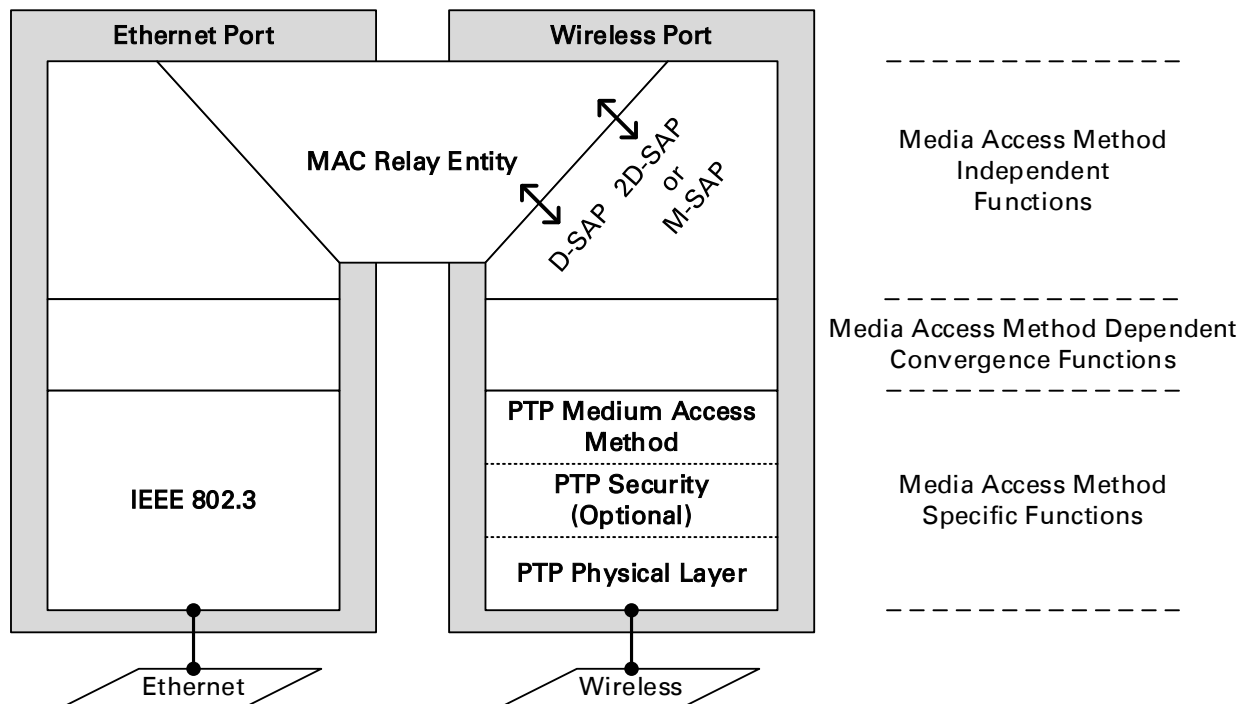 Ethernet Port
Wireless Port
MAC Relay Entity
D-SAP
2D-SAP
or
M-SAP
Media Access Method
Independent
Functions
Media Access Method Dependent
Convergence Functions
PTP Medium Access
Method
IEEE 802.3
PTP Security
(Optional)
PTP Physical Layer
Media Access Method
Specific Functions
Ethernet
Wireless